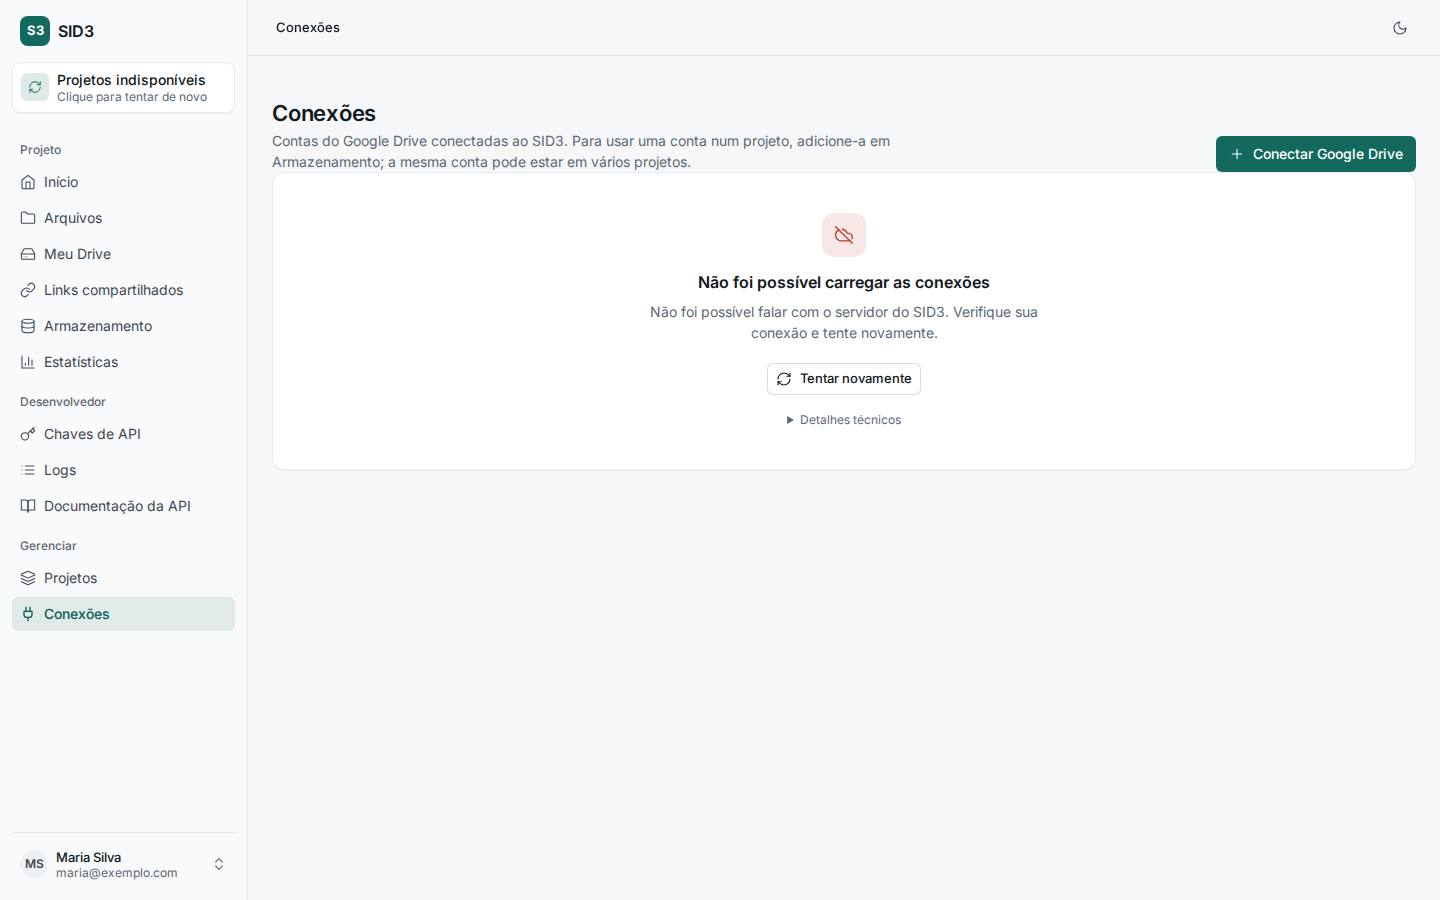 S3 SID3
Projetos indisponíveis
Clique para tentar de novo
Projeto
Início
Arquivos
Meu Drive
Links compartilhados
Armazenamento
Estatísticas
Desenvolvedor
Chaves de API
Logs
Documentação da API
Gerenciar
Projetos
Conexões
MS
Maria Silva
maria@exemplo.com
Conexões
Conexões
Contas do Google Drive conectadas ao SID3. Para usar uma conta num projeto, adicione-a em
Armazenamento; a mesma conta pode estar em vários projetos.
Conectar Google Drive
Não foi possível carregar as conexões
Não foi possível falar com o servidor do SID3. Verifique sua
conexão e tente novamente.
Tentar novamente
Detalhes técnicos